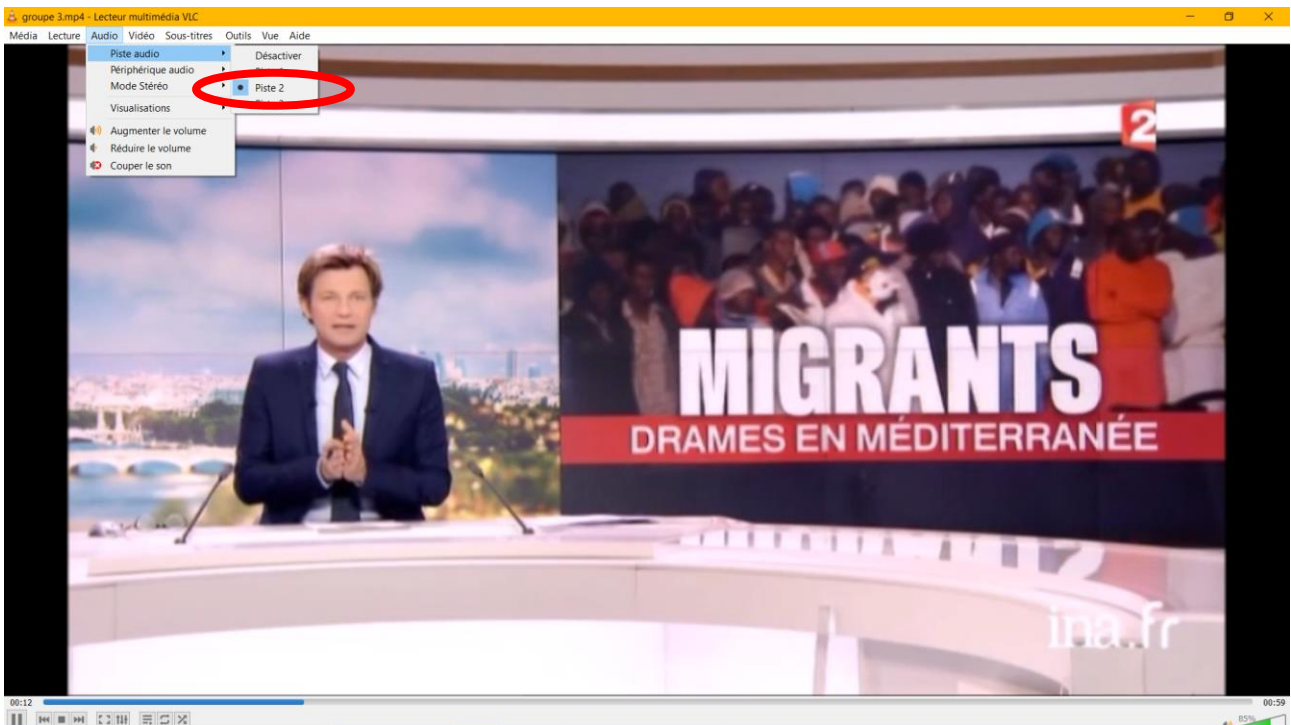 groupe 3.mp4 - Lecteur multimédia VLC
Média Lecture Audio Vidéo Sous-titres Outils Vue Aide
Piste audio
Périphérique audio
Mode Stéréo
Visualisations
Augmenter le volume
Réduire le volume
Couper le son
Désactiver
Piste 2
2
MIGRANTS
DRAMES EN MÉDITERRANÉE
ina.fr
00:12
00:59
85%